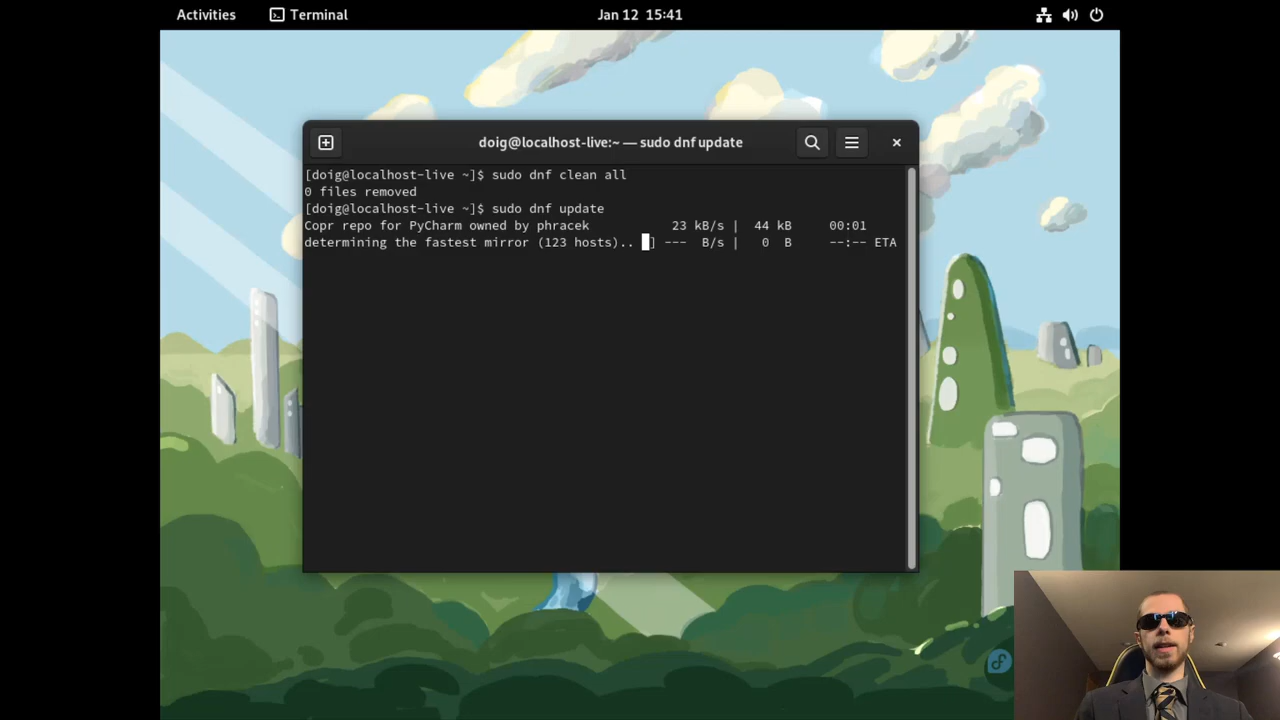 Activities Terminal Jan 12 15:41
doig@localhost-live:~ — sudo dnf update
[doig@localhost-live ~]$ sudo dnf clean all
0 files removed
[doig@localhost-live ~]$ sudo dnf update
Copr repo for PyCharm owned by phracek 23 kB/s | 44 kB 00:01
determining the fastest mirror (123 hosts).. ] --- B/s | 0 B --:-- ETA